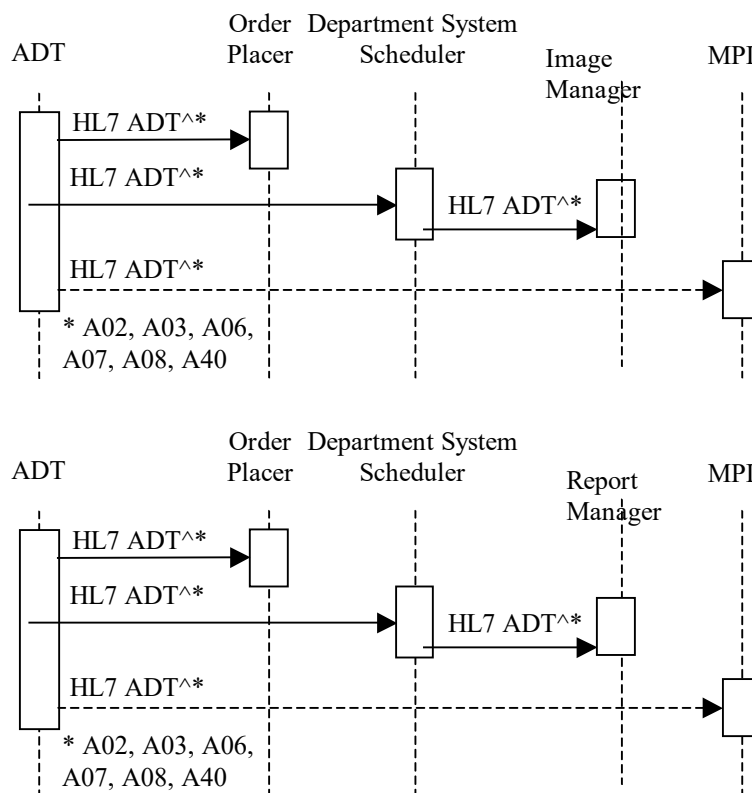 Order Department System
ADT Placer Scheduler Image MPI
Manager
HL7 ADT^*
HL7 ADT^*
HL7 ADT^*
HL7 ADT^*
* A02, A03, A06,
A07, A08, A40
Order Department System
ADT Placer Scheduler Report MPI
Manager
HL7 ADT^*
HL7 ADT^*
HL7 ADT^*
HL7 ADT^*
* A02, A03, A06,
A07, A08, A40